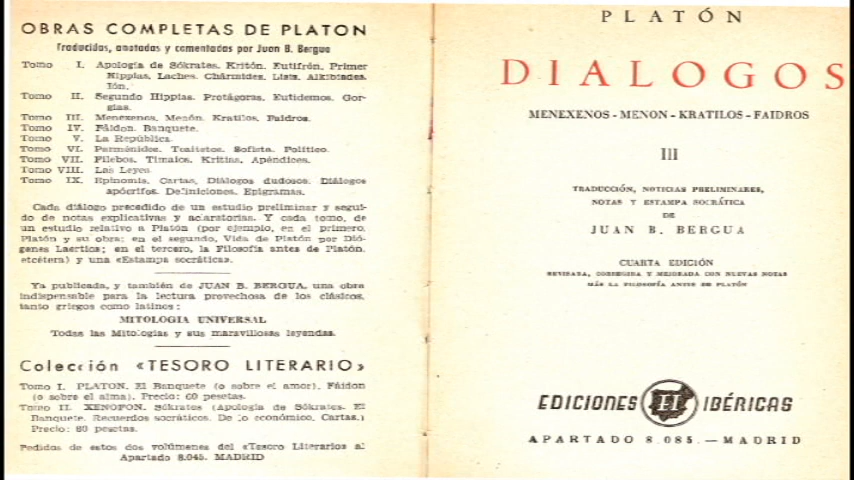 OBRAS COMPLETAS DE PLATON
Traducidas, anotadas y comentadas por Juan B. Bergua
Tomo I. Apología de Sókrates. Kritón. Eutifrón. Primer
Hippias. Laches. Chármides. Lisis. Alkibíades.
Ión.
Tomo II. Segundo Hippias. Protágoras. Eutidemos. Gor-
gias.
Tomo III. Menexenos. Menón. Kratilos. Faidros.
Tomo IV. Fáidon. Banquete.
Tomo V. La República.
Tomo VI. Parménides. Teaitetos. Sofista. Político.
Tomo VII. Filebos. Timaios. Kritias. Apéndices.
Tomo VIII. Las Leyes.
Tomo IX. Epinomis. Cartas. Diálogos dudosos. Diálogos
apócrifos. Definiciones. Epigramas.
Cada diálogo precedido de un estudio preliminar y segui-
do de notas explicativas y aclaratorias. Y cada tomo, de
un estudio relativo a Platón (por ejemplo, en el primero,
Platón y su obra; en el segundo, Vida de Platón por Dió-
genes Laertios; en el tercero, la Filosofía antes de Platón,
etcétera) y una «Estampa socrática».
Ya publicada, y también de JUAN B. BERGUA, una obra
indispensable para la lectura provechosa de los clásicos,
tanto griegos como latinos:
MITOLOGIA UNIVERSAL
Todas las Mitologías y sus maravillosas leyendas.
Colección «TESORO LITERARIO»
Tomo I. PLATON. El Banquete (o sobre el amor). Fáidon
(o sobre el alma). Precio: 60 pesetas.
Tomo II. XENOFON. Sókrates (Apología de Sókrates. El
Banquete. Recuerdos socráticos. De lo económico. Cartas.)
Precio: 80 pesetas.
Pedidos de estos dos volúmenes del «Tesoro Literario» al
Apartado 8.045. MADRID
PLATÓN
DIALOGOS
MENEXENOS - MENON - KRATILOS - FAIDROS
III
TRADUCCIÓN, NOTICIAS PRELIMINARES,
NOTAS Y ESTAMPA SOCRÁTICA
DE
JUAN B. BERGUA
CUARTA EDICIÓN
REVISADA, CORREGIDA Y MEJORADA CON NUEVAS NOTAS
MÁS LA FILOSOFÍA ANTES DE PLATÓN
EDICIONES EI IBÉRICAS
APARTADO 8.085. — MADRID